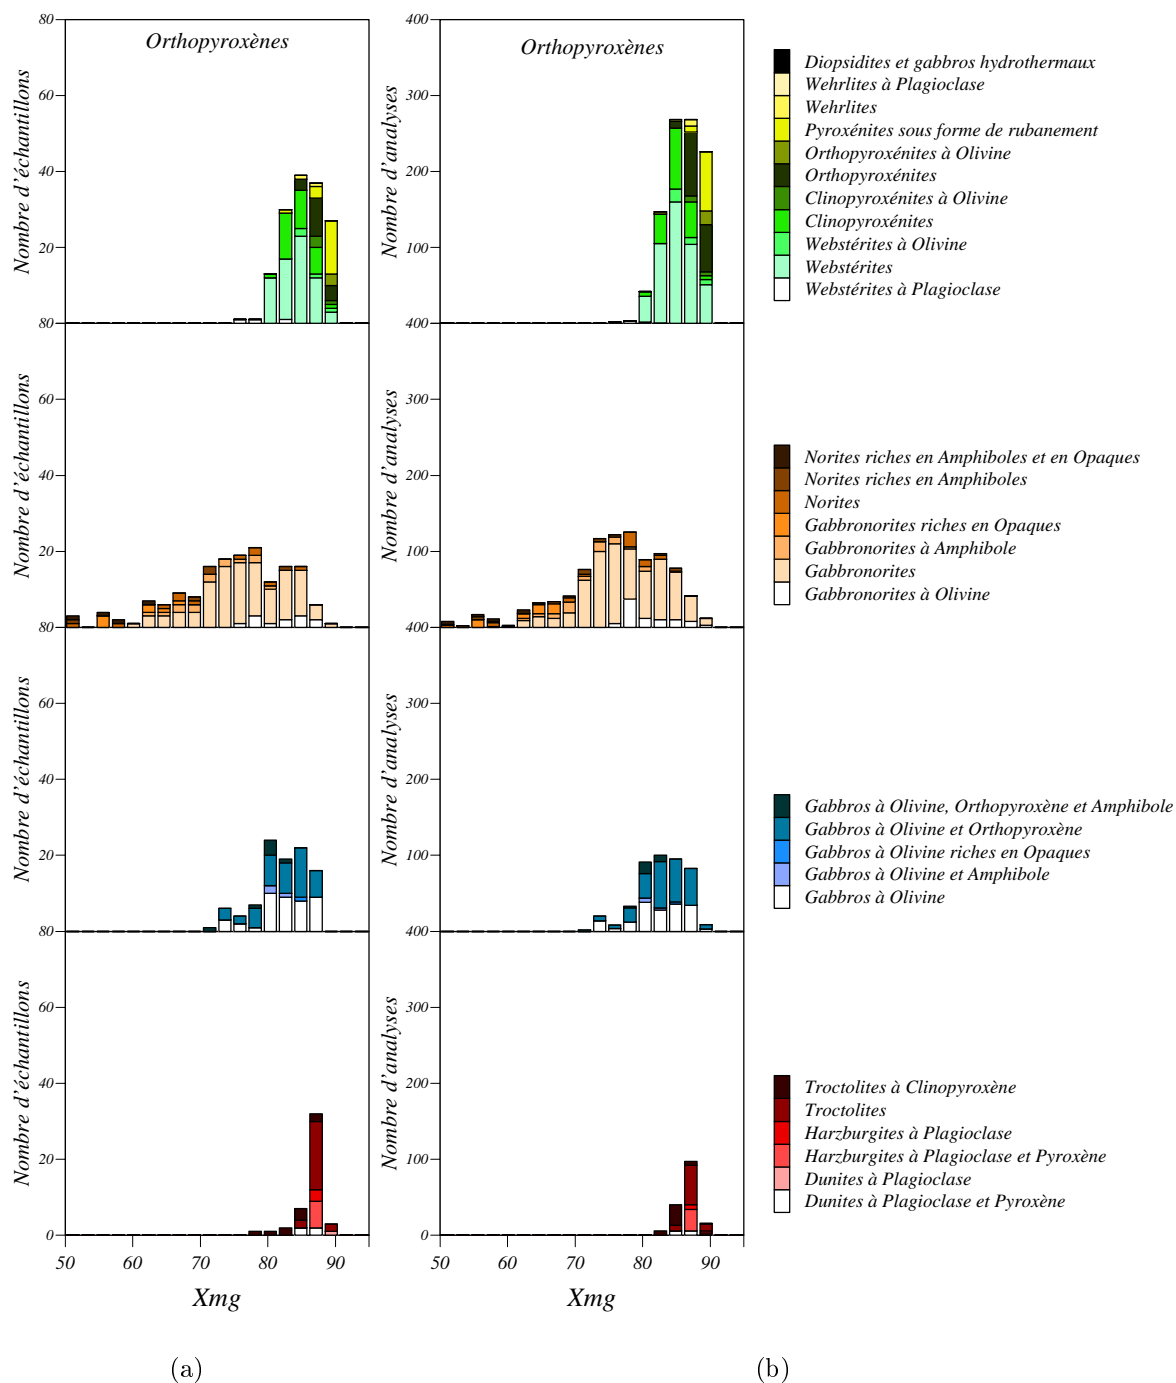 Orthopyroxènes
Orthopyroxènes
80
60
40
20
80
60
40
20
80
60
40
20
80
60
40
20
0
Nombre d'échantillons
Nombre d'échantillons
Nombre d'échantillons
Nombre d'échantillons
50 60 70 80 90
Xmg
(a)
400
300
200
100
400
300
200
100
400
300
200
100
400
300
200
100
0
Nombre d'analyses
Nombre d'analyses
Nombre d'analyses
Nombre d'analyses
50 60 70 80 90
Xmg
(b)
Diopsidites et gabbros hydrothermaux
Wehrlites à Plagioclase
Wehrlites
Pyroxénites sous forme de rubanement
Orthopyroxénites à Olivine
Orthopyroxénites
Clinopyroxénites à Olivine
Clinopyroxénites
Webstérites à Olivine
Webstérites
Webstérites à Plagioclase
Norites riches en Amphiboles et en Opaques
Norites riches en Amphiboles
Norites
Gabbronorites riches en Opaques
Gabbronorites à Amphibole
Gabbronorites
Gabbronorites à Olivine
Gabbros à Olivine, Orthopyroxène et Amphibole
Gabbros à Olivine et Orthopyroxène
Gabbros à Olivine riches en Opaques
Gabbros à Olivine et Amphibole
Gabbros à Olivine
Troctolites à Clinopyroxène
Troctolites
Harzburgites à Plagioclase
Harzburgites à Plagioclase et Pyroxène
Dunites à Plagioclase
Dunites à Plagioclase et Pyroxène